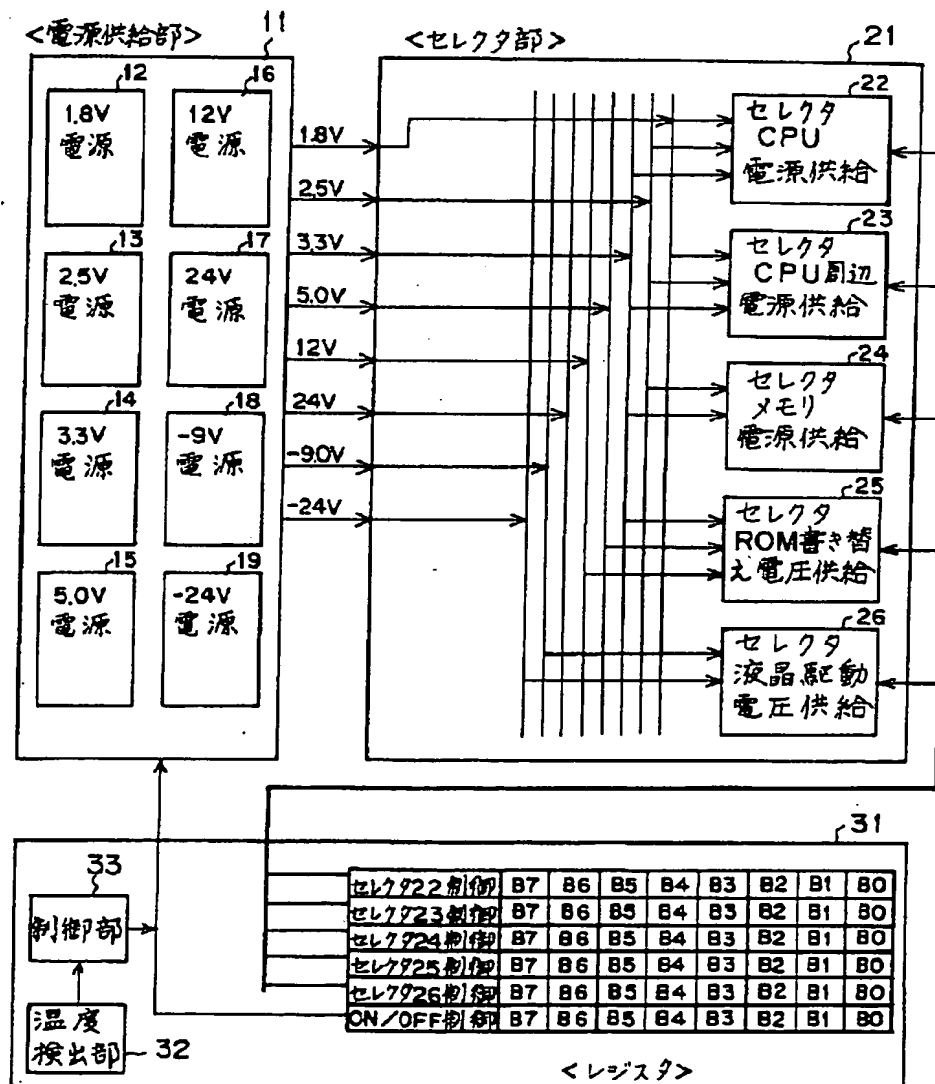 <電源供給部>
11
12
1.8V
電源
16
12V
電源
13
2.5V
電源
17
24V
電源
14
3.3V
電源
18
-9V
電源
15
5.0V
電源
19
-24V
電源
1.8V
2.5V
3.3V
5.0V
12V
24V
-9.0V
-24V
<セレクタ部>
21
22
セレクタ
CPU
電源供給
23
セレクタ
CPU周辺
電源供給
24
セレクタ
メモリ
電源供給
25
セレクタ
ROM書き替
え電圧供給
26
セレクタ
液晶駆動
電圧供給
31
33
制御部
温度
検出部
32
セレクタ22制御 B7 B6 B5 B4 B3 B2 B1 B0
セレクタ23制御 B7 B6 B5 B4 B3 B2 B1 B0
セレクタ24制御 B7 B6 B5 B4 B3 B2 B1 B0
セレクタ25制御 B7 B6 B5 B4 B3 B2 B1 B0
セレクタ26制御 B7 B6 B5 B4 B3 B2 B1 B0
ON/OFF制御 B7 B6 B5 B4 B3 B2 B1 B0
<レジスタ>